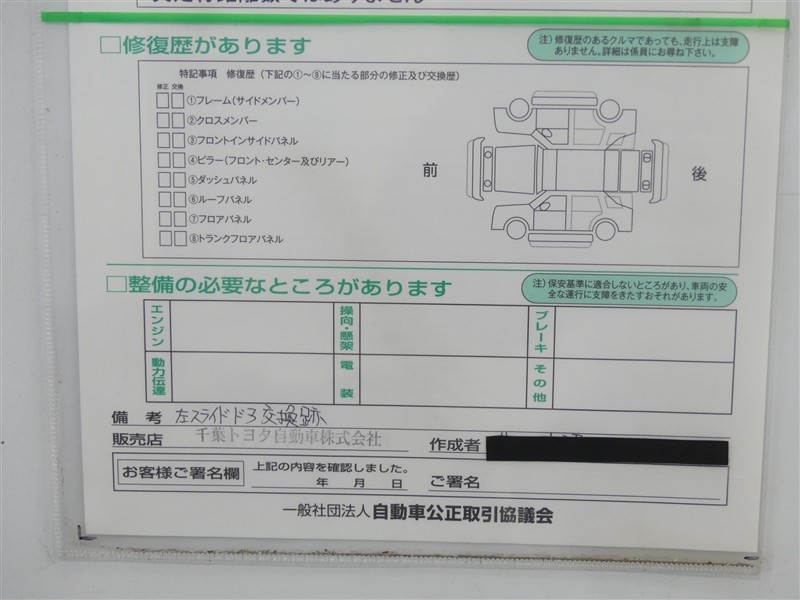 □修復歴があります
注）修復歴のあるクルマであっても、走行上は支障
ありません。詳細は係員にお尋ね下さい。
特記事項 修復歴（下記の①〜⑧に当たる部分の修正及び交換歴）
修正 交換
①フレーム（サイドメンバー）
②クロスメンバー
③フロントインサイドパネル
④ピラー（フロント・センター及びリアー）
⑤ダッシュパネル
⑥ルーフパネル
⑦フロアパネル
⑧トランクフロアパネル
前
後
□整備の必要なところがあります
注）保安基準に適合しないところがあり、車両の安
全な運行に支障をきたすおそれがあります。
エンジン
操向・懸架
ブレーキ
動力伝達
電装
その他
備考 左スライドドア交換跡
販売店 千葉トヨタ自動車株式会社
作成者
お客様ご署名欄
上記の内容を確認しました。
年 月 日
ご署名
一般社団法人 自動車公正取引協議会